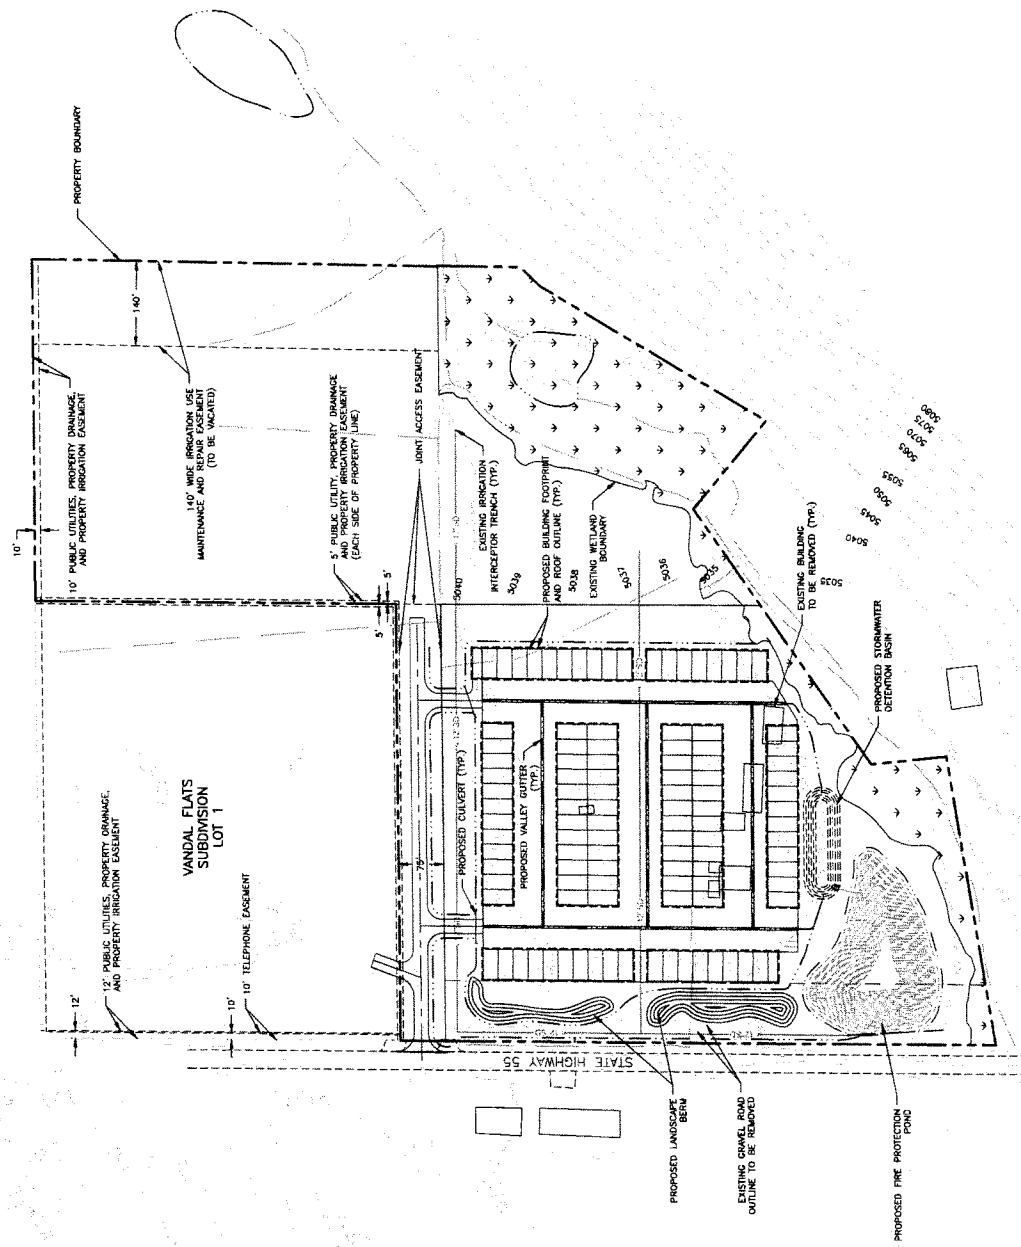 PROPERTY BOUNDARY
10'
10' PUBLIC UTILITIES, PROPERTY DRAINAGE,
AND PROPERTY IRRIGATION EASEMENT
140'
140' WIDE IRRIGATION USE
MAINTENANCE AND REPAIR EASEMENT
(TO BE VACATED)
5' PUBLIC UTILITY, PROPERTY DRAINAGE
AND PROPERTY IRRIGATION EASEMENT
(EACH SIDE OF PROPERTY LINE)
5'
5'
JOINT ACCESS EASEMENT
EXISTING IRRIGATION
INTERCEPTOR TRENCH (TYP.)
PROPOSED BUILDING FOOTPRINT
AND ROOF OUTLINE (TYP.)
EXISTING WETLAND
BOUNDARY
5040
5039
5038
5037
5036
5035
5035
5040
5045
5050
5055
5065
5070
5075
5080
EXISTING BUILDING
TO BE REMOVED (TYP.)
PROPOSED STORMWATER
DETENTION BASIN
VANDAL FLATS
SUBDIVISION
LOT 1
12'
12' PUBLIC UTILITIES, PROPERTY DRAINAGE,
AND PROPERTY IRRIGATION EASEMENT
10'
10' TELEPHONE EASEMENT
75'
PROPOSED CULVERT (TYP.)
PROPOSED VALLEY GUTTER
(TYP.)
STATE HIGHWAY 55
PROPOSED LANDSCAPE
BERM
EXISTING GRAVEL ROAD
OUTLINE TO BE REMOVED
PROPOSED FIRE PROTECTION
POND